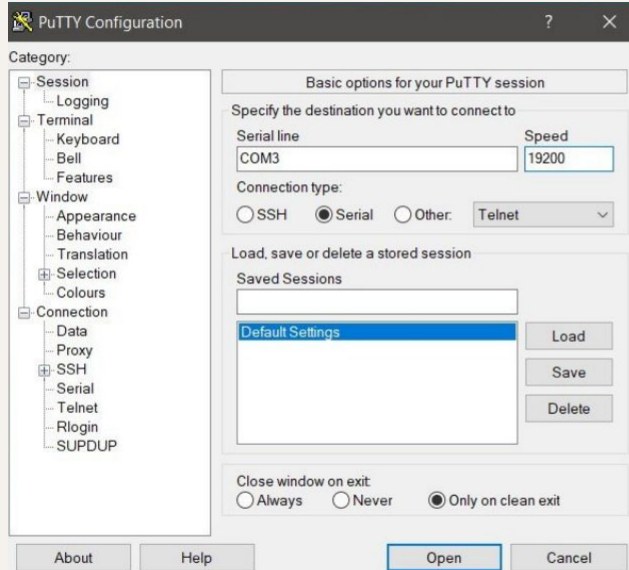 PuTTY Configuration
?
Category:
Session
Logging
Terminal
Keyboard
Bell
Features
Window
Appearance
Behaviour
Translation
Selection
Colours
Connection
Data
Proxy
SSH
Serial
Telnet
Rlogin
SUPDUP
Basic options for your PuTTY session
Specify the destination you want to connect to
Serial line Speed
COM3 19200
Connection type:
SSH Serial Other: Telnet
Load, save or delete a stored session
Saved Sessions
Default Settings
Load
Save
Delete
Close window on exit:
Always Never Only on clean exit
About Help Open Cancel